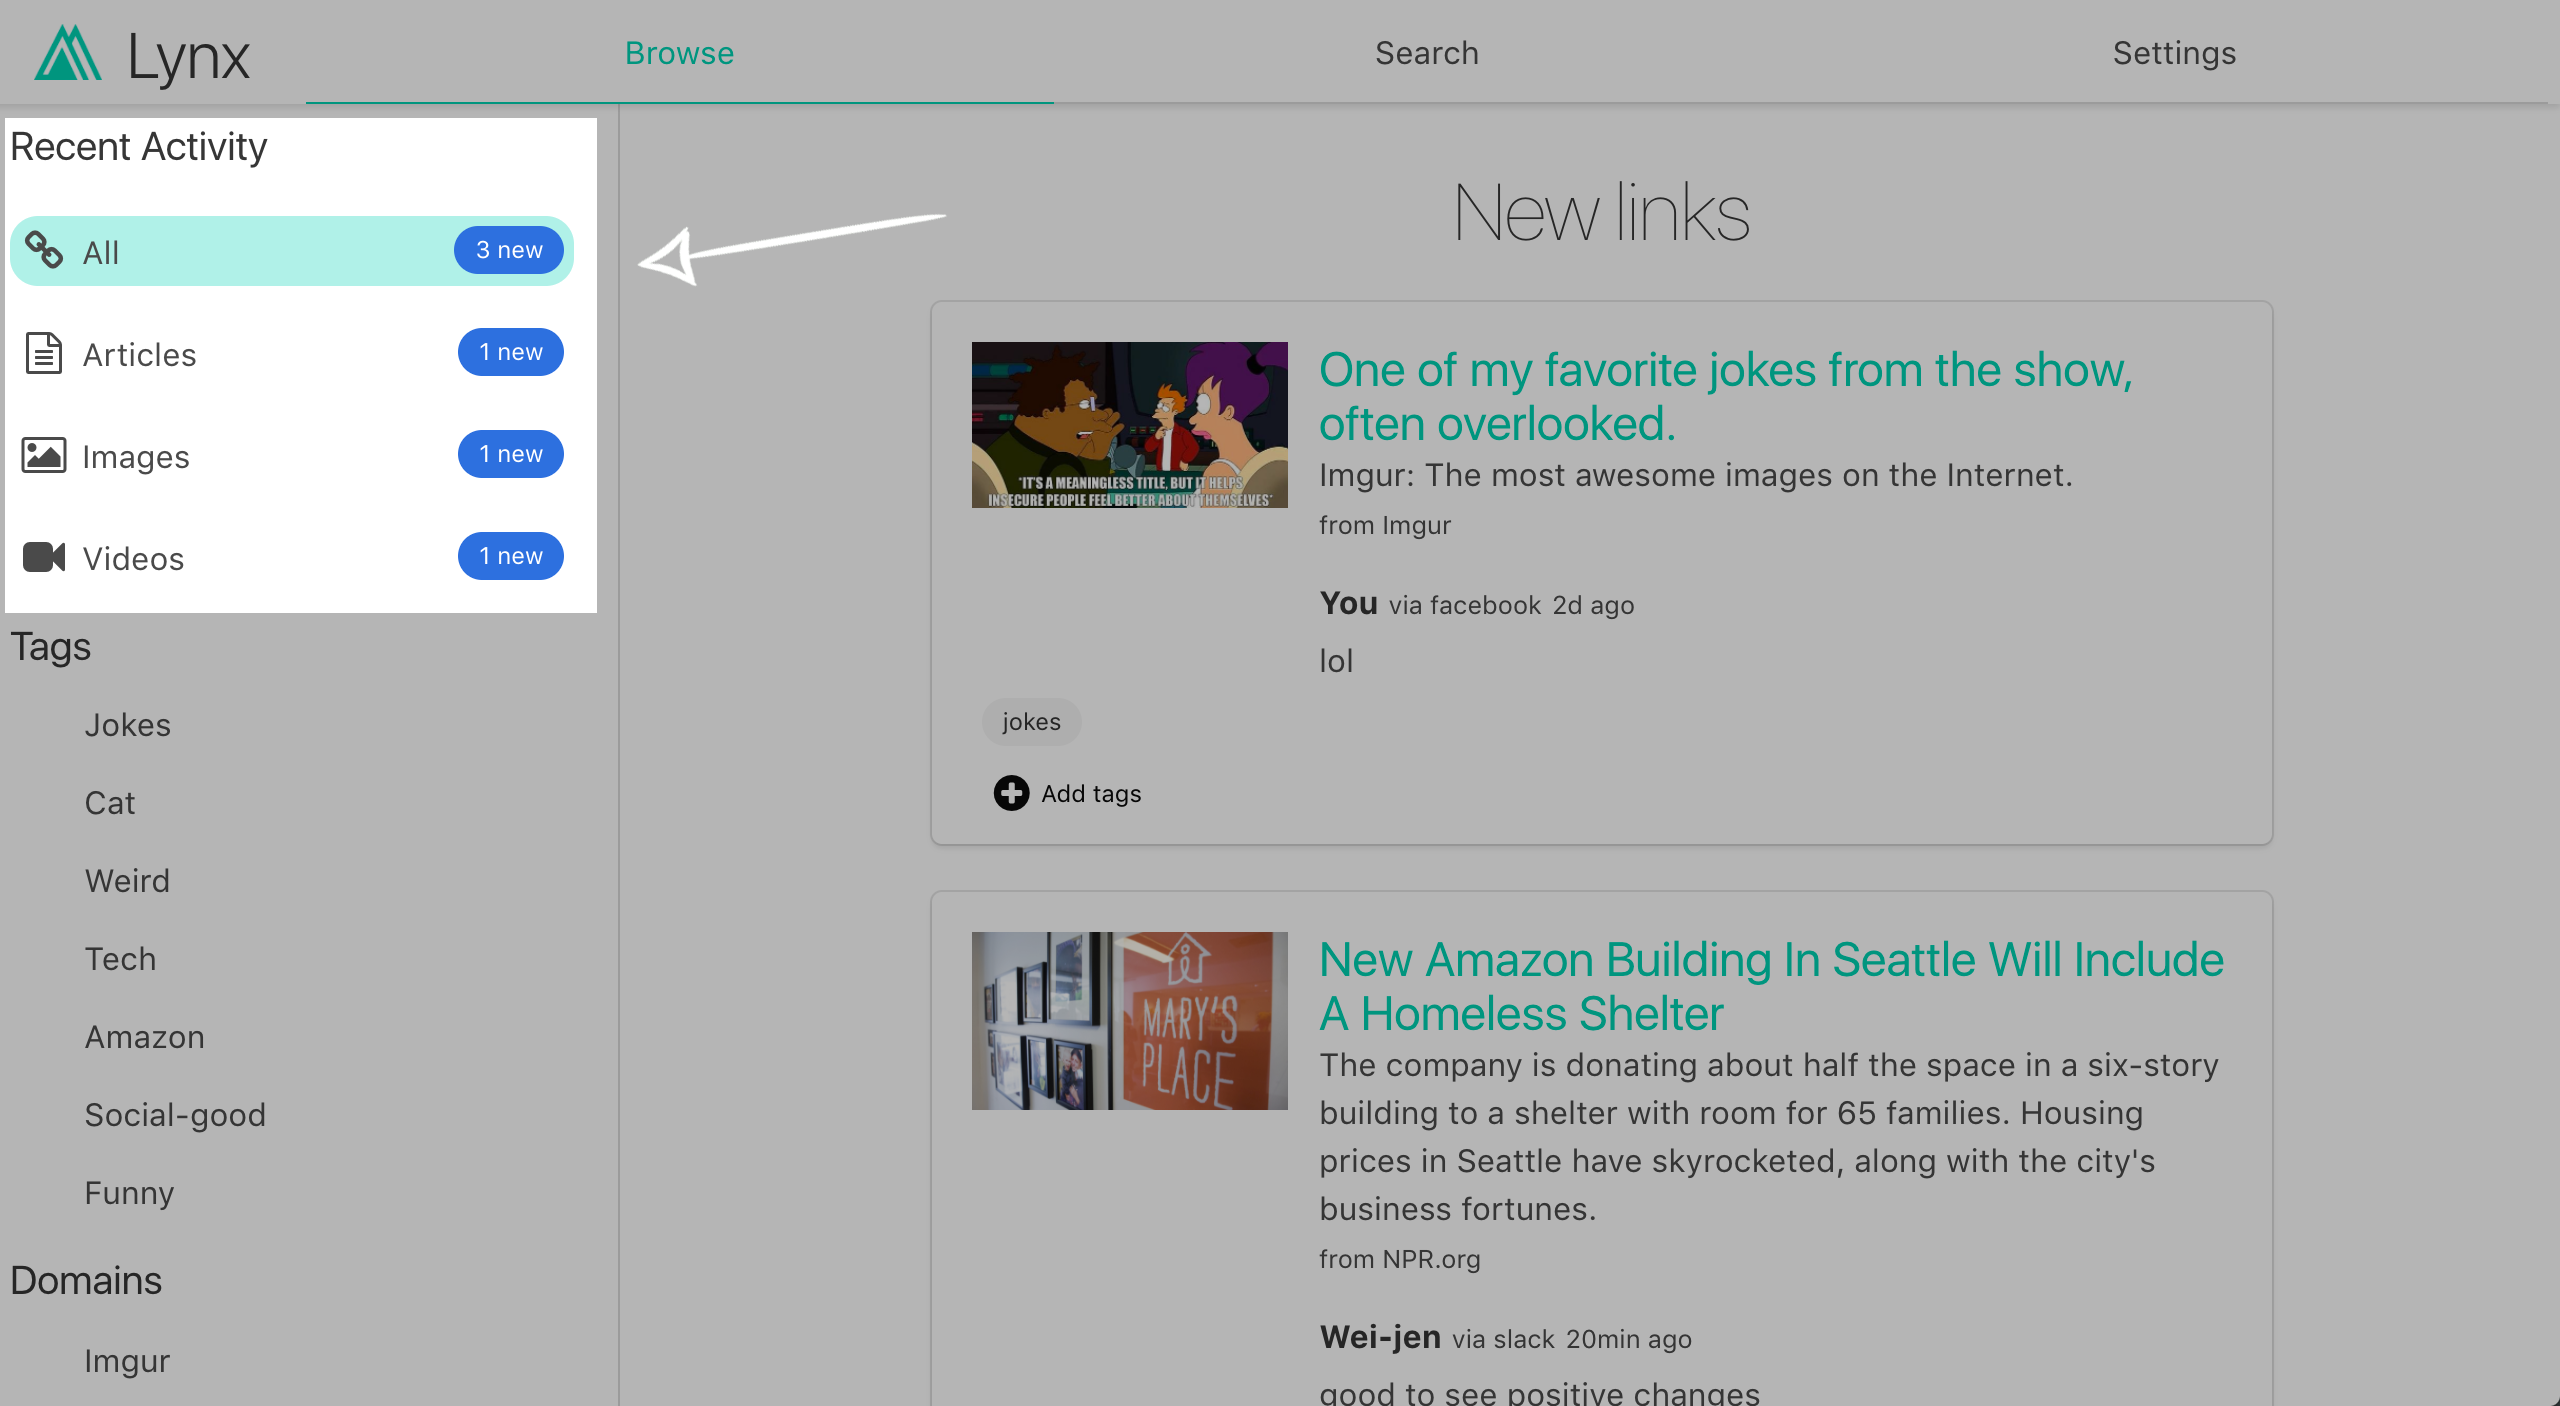 Lynx
Browse
Search
Settings
Recent Activity
All
3 new
Articles
1 new
Images
1 new
Videos
1 new
Tags
Jokes
Cat
Weird
Tech
Amazon
Social-good
Funny
Domains
Imgur
New links
"IT'S A MEANINGLESS TITLE, BUT IT HELPS
INSECURE PEOPLE FEEL BETTER ABOUT THEMSELVES"
One of my favorite jokes from the show,
often overlooked.
Imgur: The most awesome images on the Internet.
from Imgur
You via facebook 2d ago
lol
jokes
Add tags
MARY'S
PLACE
New Amazon Building In Seattle Will Include
A Homeless Shelter
The company is donating about half the space in a six-story
building to a shelter with room for 65 families. Housing
prices in Seattle have skyrocketed, along with the city's
business fortunes.
from NPR.org
Wei-jen via slack 20min ago
good to see positive changes